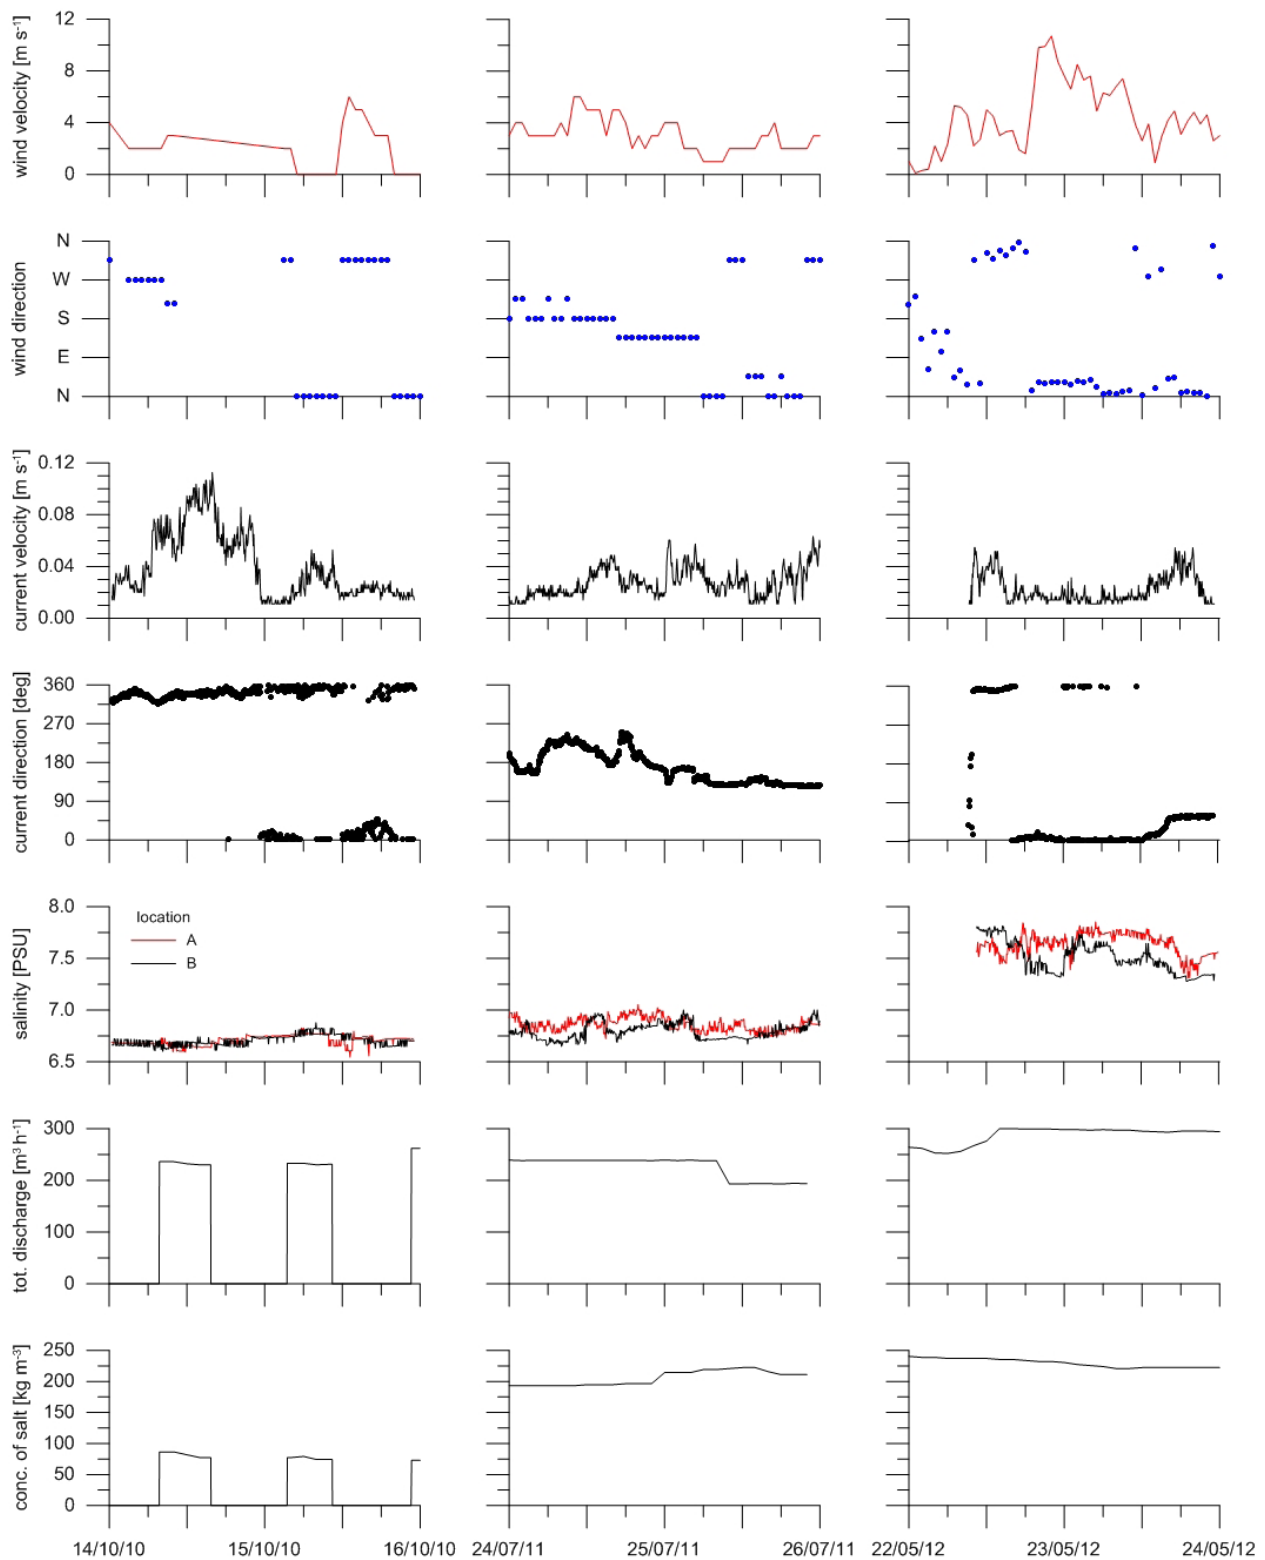 wind velocity [m s⁻¹]
12
8
4
0
wind direction
N
W
S
E
N
current velocity [m s⁻¹]
0.12
0.08
0.04
0.00
current direction [deg]
360
270
180
90
0
salinity [PSU]
8.0
7.5
7.0
6.5
location
A
B
tot. discharge [m³ h⁻¹]
300
200
100
0
conc. of salt [kg m⁻³]
250
200
150
100
50
0
14/10/10 15/10/10 16/10/10 24/07/11 25/07/11 26/07/11 22/05/12 23/05/12 24/05/12